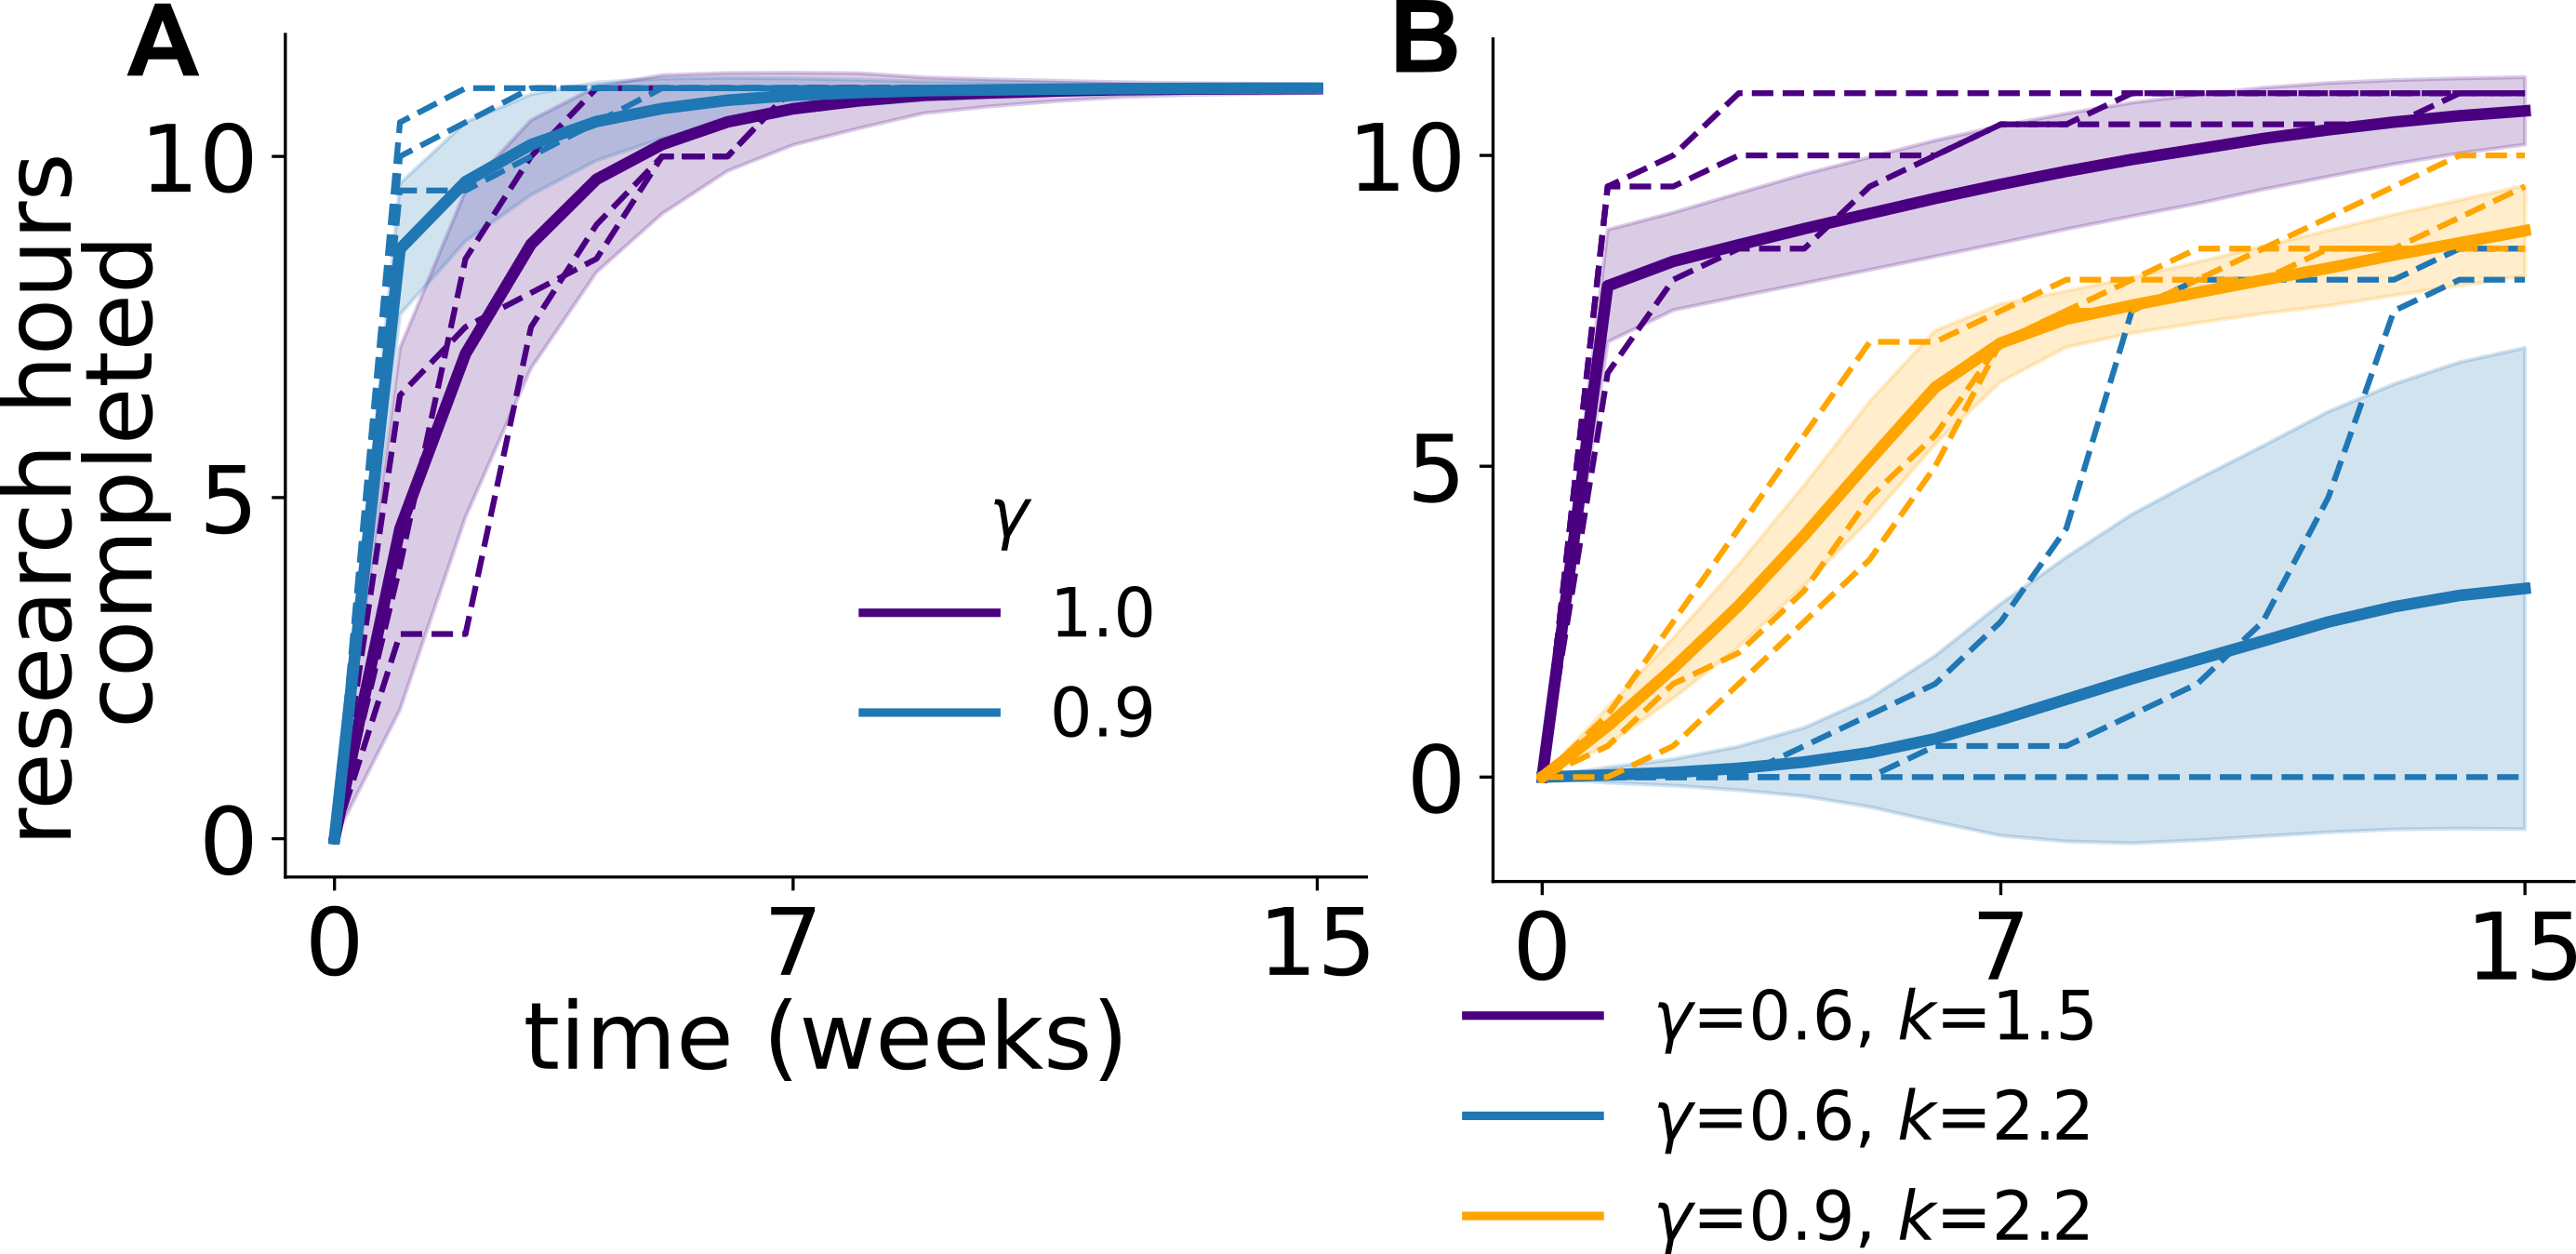 A
research hours
completed
10
5
0
0
7
15
time (weeks)
γ
1.0
0.9
B
10
5
0
0
7
15
γ=0.6, k=1.5
γ=0.6, k=2.2
γ=0.9, k=2.2